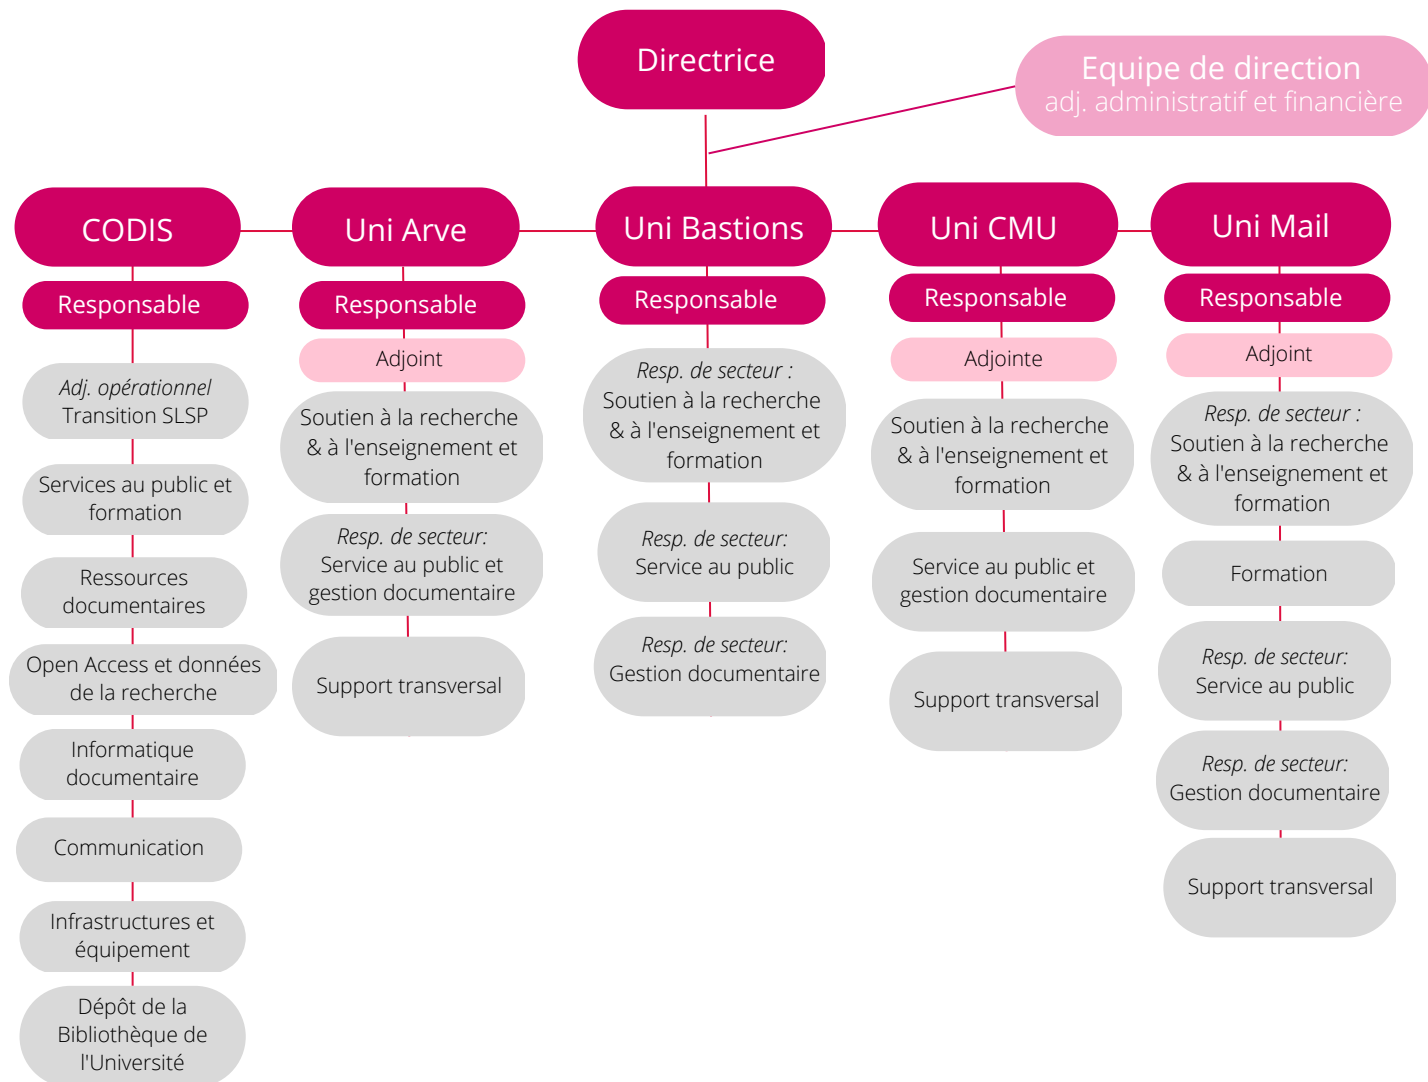 Directrice
Equipe de direction
adj. administratif et financière
CODIS
Responsable
Adj. opérationnel
Transition SLSP
Services au public et
formation
Ressources
documentaires
Open Access et données
de la recherche
Informatique
documentaire
Communication
Infrastructures et
équipement
Dépôt de la
Bibliothèque de
l'Université
Uni Arve
Responsable
Adjoint
Soutien à la recherche
& à l'enseignement et
formation
Resp. de secteur:
Service au public et
gestion documentaire
Support transversal
Uni Bastions
Responsable
Resp. de secteur :
Soutien à la recherche
& à l'enseignement et
formation
Resp. de secteur:
Service au public
Resp. de secteur:
Gestion documentaire
Uni CMU
Responsable
Adjointe
Soutien à la recherche
& à l'enseignement et
formation
Service au public et
gestion documentaire
Support transversal
Uni Mail
Responsable
Adjoint
Resp. de secteur :
Soutien à la recherche
& à l'enseignement et
formation
Formation
Resp. de secteur:
Service au public
Resp. de secteur:
Gestion documentaire
Support transversal